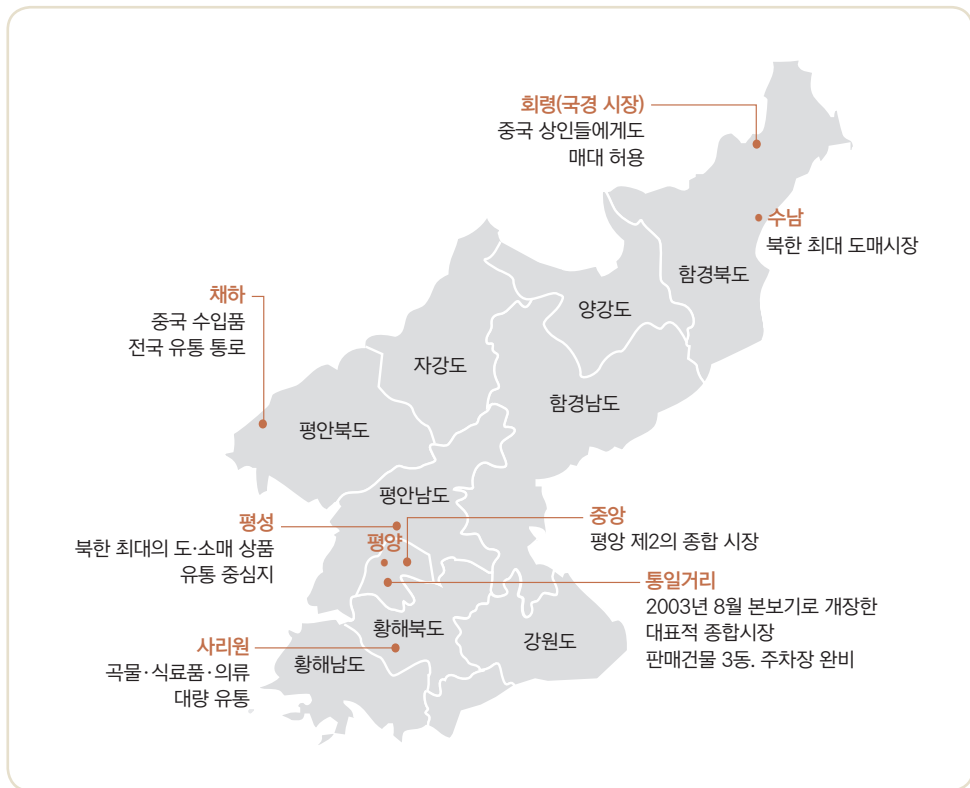 회령(국경 시장)
중국 상인들에게도
매대 허용
수남
북한 최대 도매시장
함경북도
양강도
채하
중국 수입품
전국 유통 통로
자강도
함경남도
평안북도
평안남도
평성
북한 최대의 도·소매 상품
유통 중심지
평양
중앙
평앙 제2의 종합 시장
통일거리
2003년 8월 본보기로 개장한
대표적 종합시장
판매건물 3동. 주차장 완비
황해북도
강원도
사리원
곡물·식료품·의류
대량 유통
황해남도